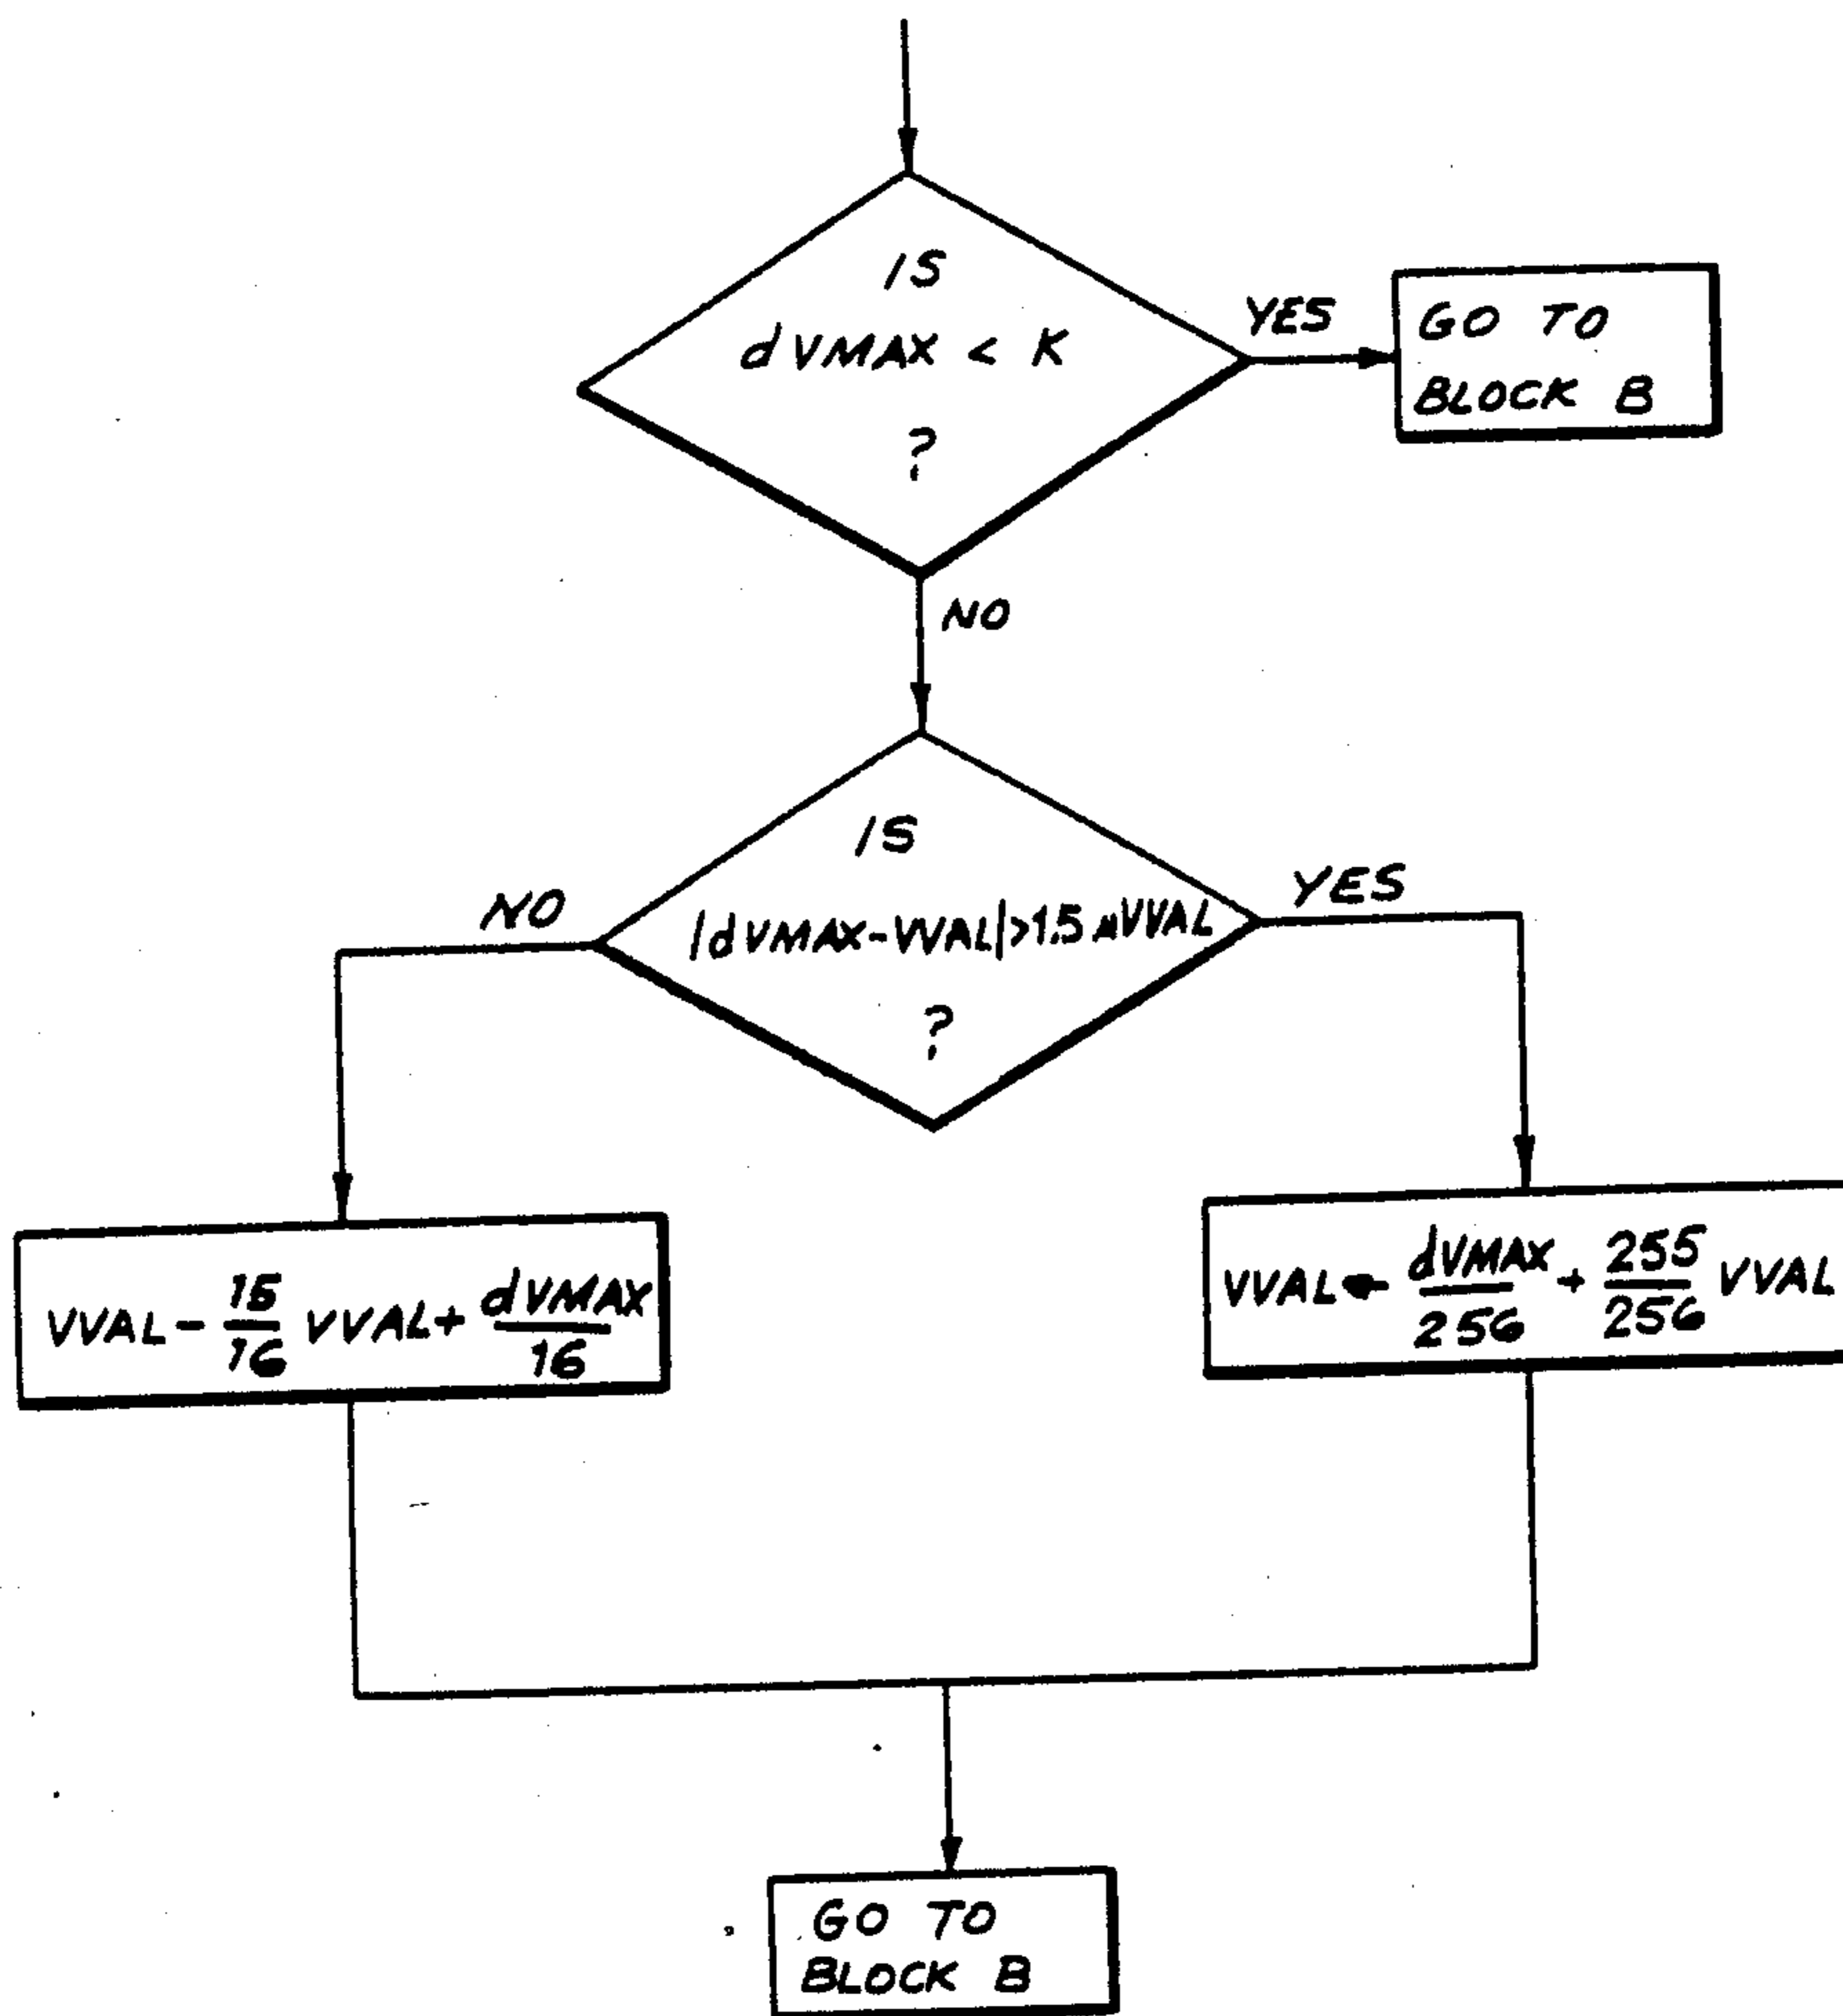 IS
dVMAX < K
?
YES
GO TO
BLOCK B
NO
IS
|dVMAX-VVAL|>1.5 VVAL
?
NO
YES
VVAL - 15/16 VVAL + dVMAX/16
VVAL ← dVMAX/256 + 255/256 VVAL
GO TO
BLOCK B